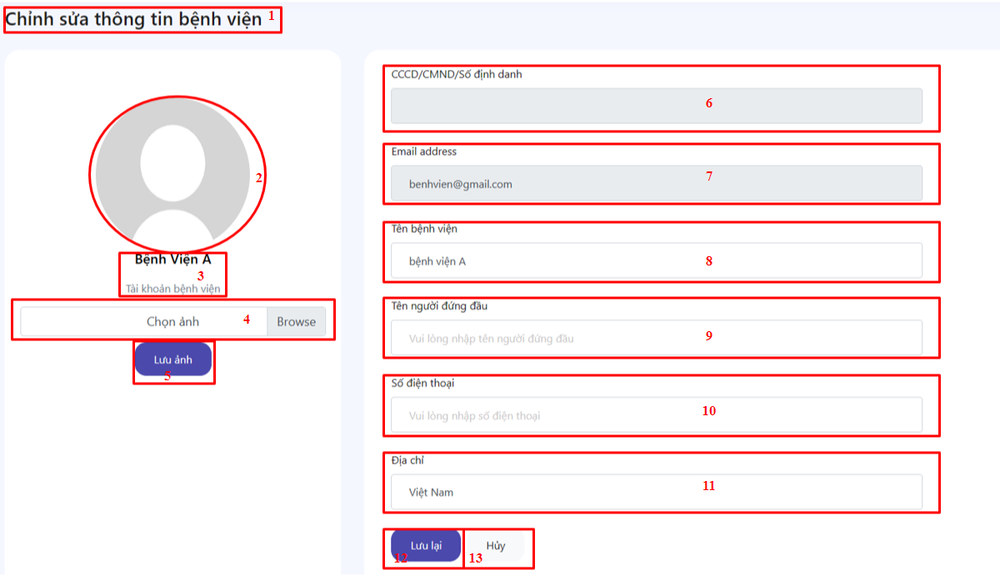 Chỉnh sửa thông tin bệnh viện 1
2
Bệnh Viện A
3
Tài khoản bệnh viện
Chọn ảnh 4 Browse
Lưu ảnh
5
CCCD/CMND/Số định danh
6
Email address
benhvien@gmail.com 7
Tên bệnh viện
bệnh viện A 8
Tên người đứng đầu
Vui lòng nhập tên người đứng đầu 9
Số điện thoại
Vui lòng nhập số điện thoại 10
Địa chỉ
Việt Nam 11
Lưu lại Hủy
12 13